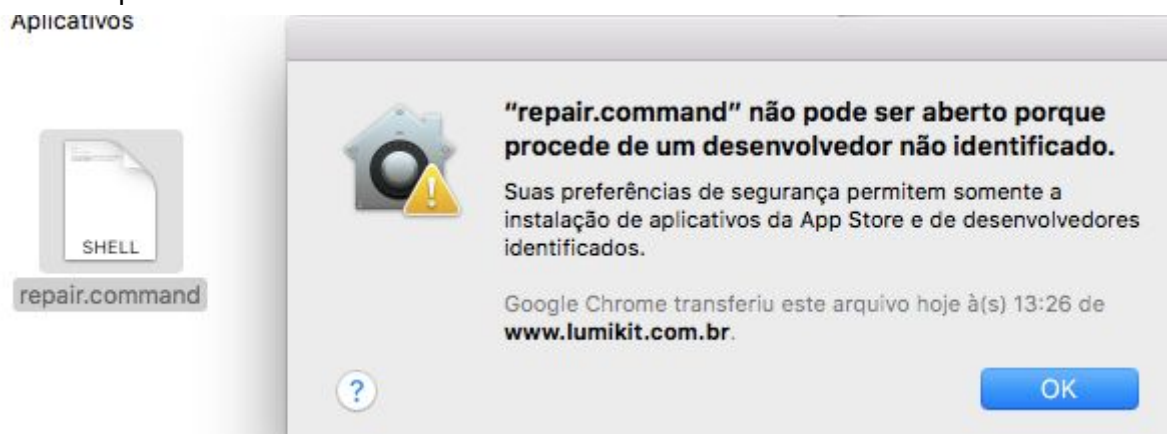 Aplicativos
SHELL
repair.command
“repair.command” não pode ser aberto porque
procede de um desenvolvedor não identificado.
Suas preferências de segurança permitem somente a
instalação de aplicativos da App Store e de desenvolvedores
identificados.
Google Chrome transferiu este arquivo hoje à(s) 13:26 de
www.lumikit.com.br.
?
OK